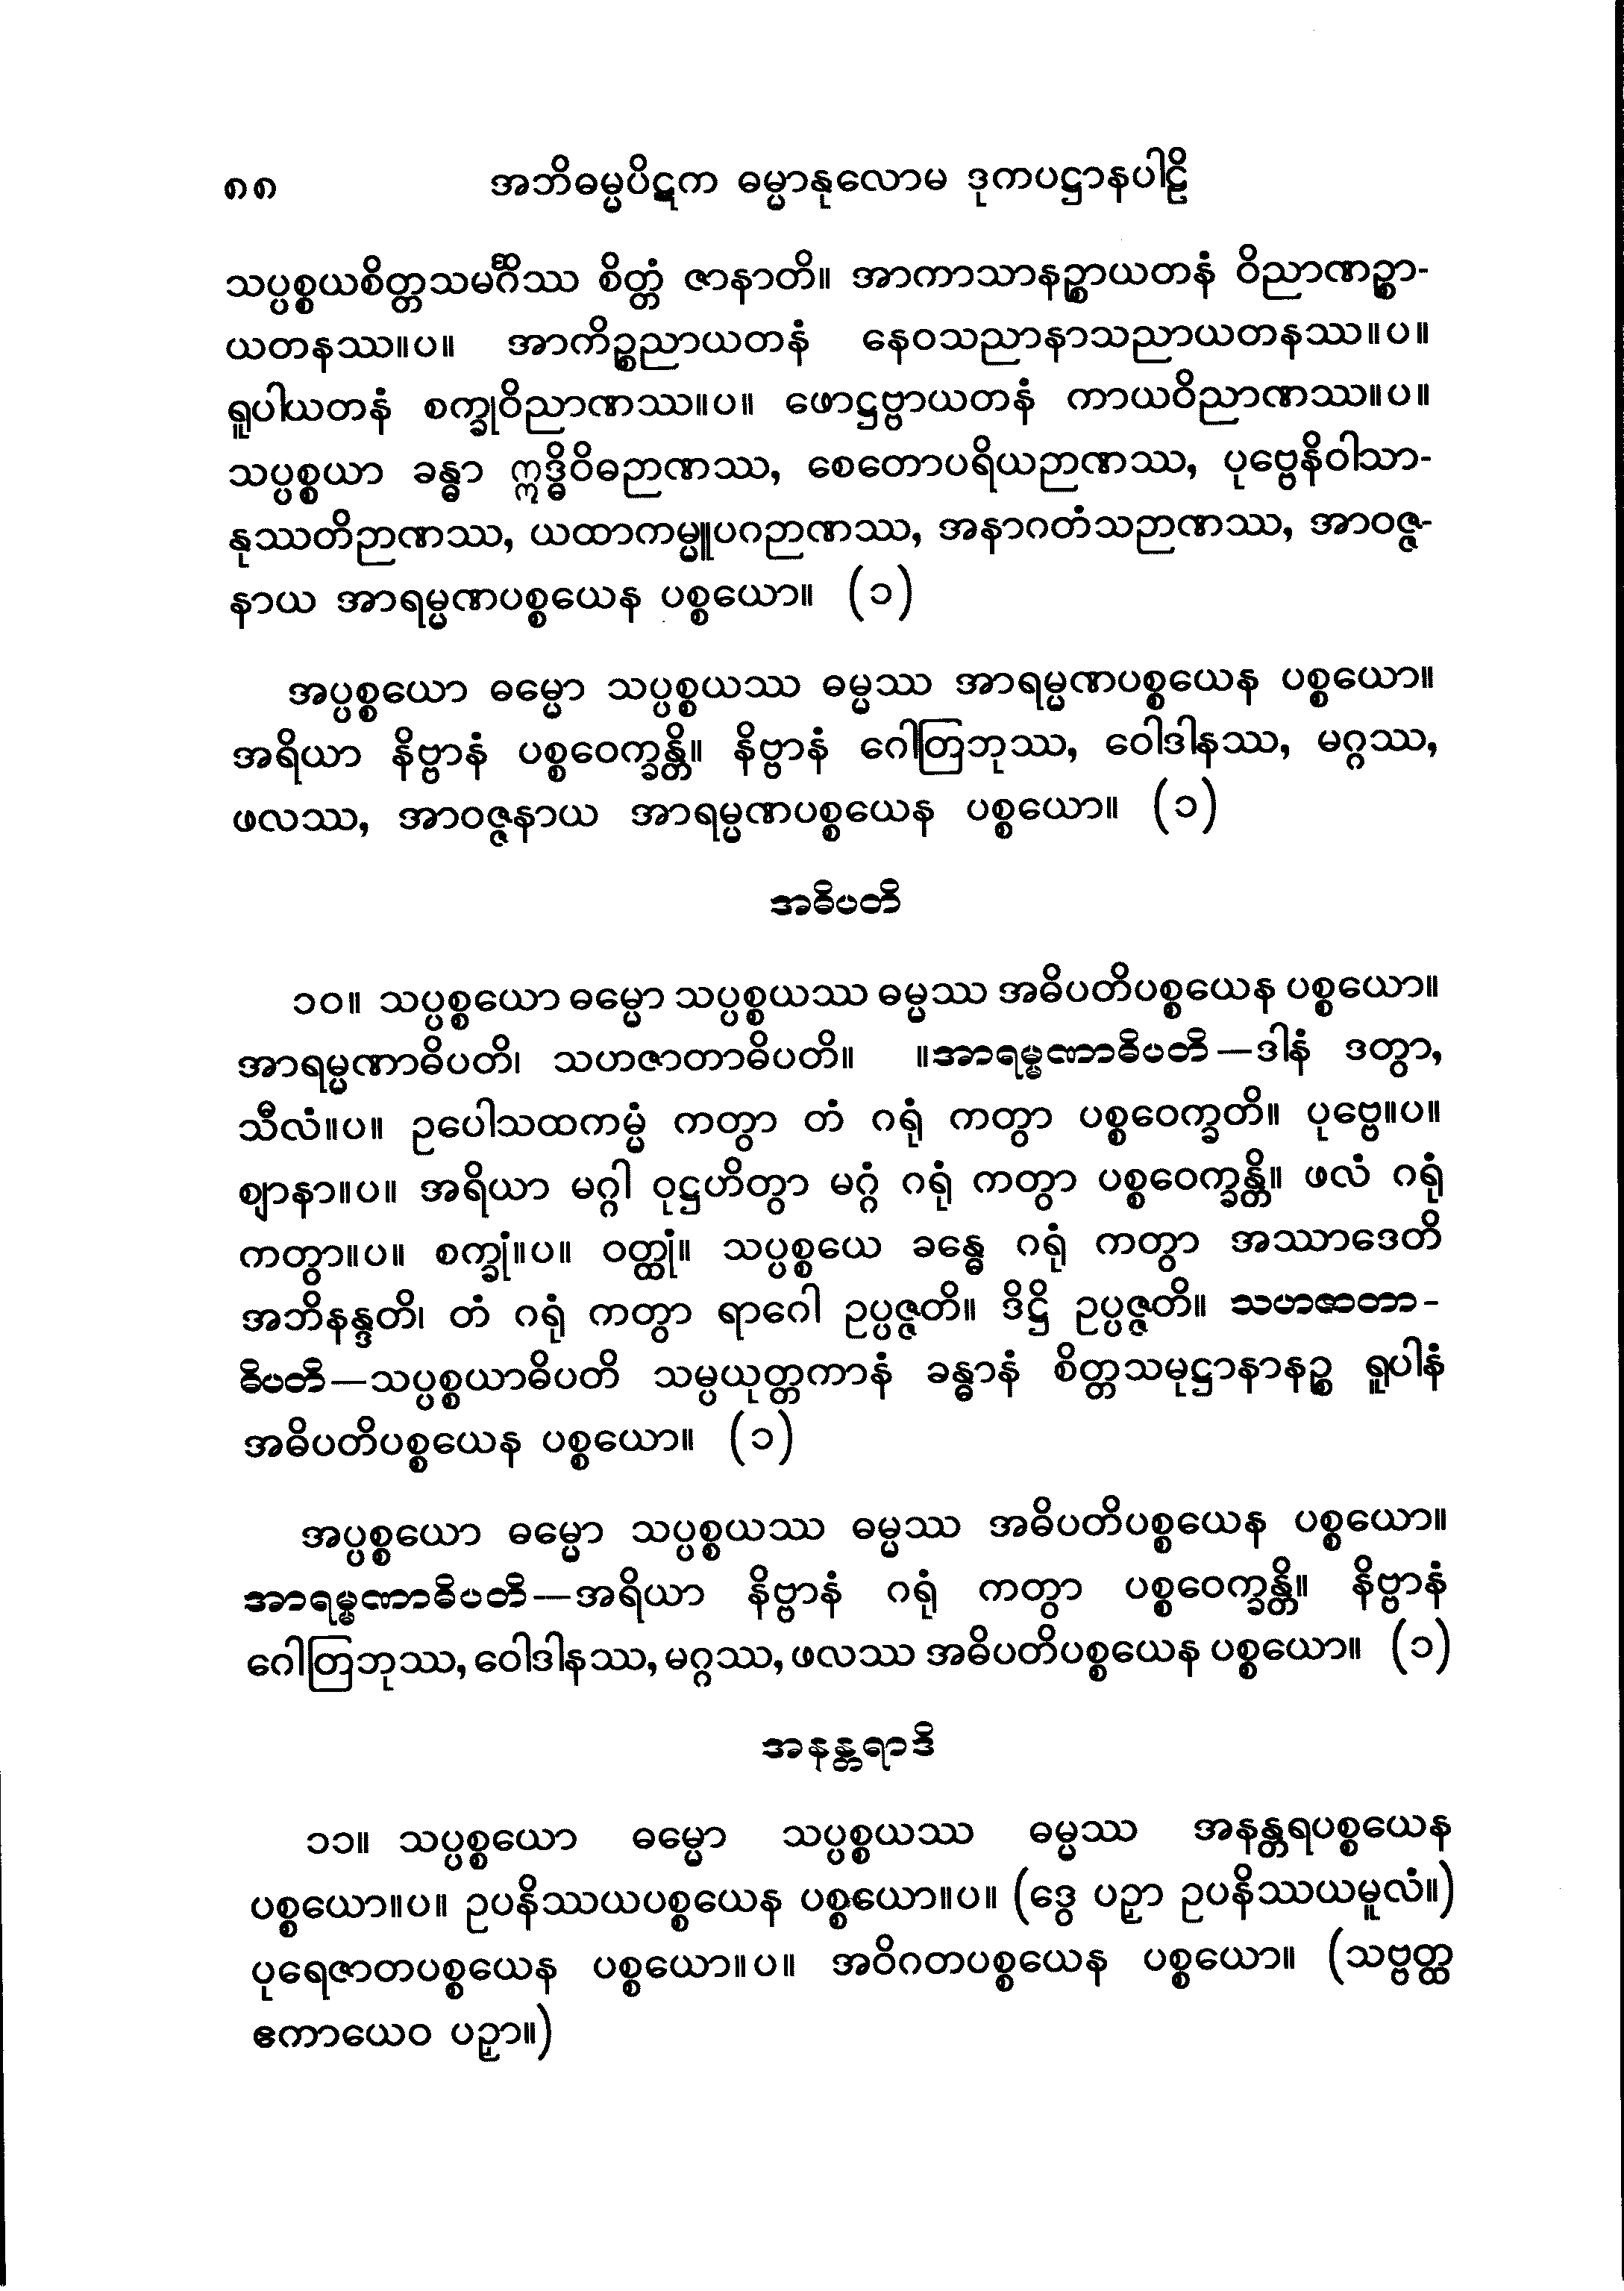 ၈၈ အဘိဓမ္မပိဋက ဓမ္မာနုလောမ ဒုကပဋ္ဌာနပါဠိ
သပ္ပစ္စယစိတ္တသမင်္ဂိဿ စိတ္တံ ဇာနာတိ။ အာကာသာနဉ္စာယတနံ ဝိညာဏဉ္စာ-
ယတနဿ။ပ။ အာကိဉ္စညာယတနံ နေဝသညာနာသညာယတနဿ။ပ။
ရူပါယတနံ စက္ခုဝိညာဏဿ။ပ။ ဖောဋ္ဌဗ္ဗာယတနံ ကာယဝိညာဏဿ။ပ။
သပ္ပစ္စယာ ခန္ဓာ ဣဒ္ဓိဝိဓဉာဏဿ, စေတောပရိယဉာဏဿ, ပုဗ္ဗေနိဝါသာ-
နုဿတိဉာဏဿ, ယထာကမ္မူပဂဉာဏဿ, အနာဂတံသဉာဏဿ, အာဝဇ္ဇ-
နာယ အာရမ္မဏပစ္စယေန ပစ္စယော။ (၁)
အပ္ပစ္စယော ဓမ္မော သပ္ပစ္စယဿ ဓမ္မဿ အာရမ္မဏပစ္စယေန ပစ္စယော။
အရိယာ နိဗ္ဗာနံ ပစ္စဝေက္ခန္တိ။ နိဗ္ဗာနံ ဂေါတြဘုဿ, ဝေါဒါနဿ, မဂ္ဂဿ,
ဖလဿ, အာဝဇ္ဇနာယ အာရမ္မဏပစ္စယေန ပစ္စယော။ (၁)
အဓိပတိ
၁၀။ သပ္ပစ္စယော ဓမ္မော သပ္ပစ္စယဿ ဓမ္မဿ အဓိပတိပစ္စယေန ပစ္စယော။
အာရမ္မဏာဓိပတိ၊ သဟဇာတာဓိပတိ။ ။အာရမ္မဏာဓိပတိ—ဒါနံ ဒတွာ,
သီလံ။ပ။ ဥပေါသထကမ္မံ ကတွာ တံ ဂရုံ ကတွာ ပစ္စဝေက္ခတိ။ ပုဗ္ဗေ။ပ။
ဈာနာ။ပ။ အရိယာ မဂ္ဂါ ဝုဋ္ဌဟိတွာ မဂ္ဂံ ဂရုံ ကတွာ ပစ္စဝေက္ခန္တိ။ ဖလံ ဂရုံ
ကတွာ။ပ။ စက္ခုံ။ပ။ ဝတ္ထုံ။ သပ္ပစ္စယေ ခန္ဓေ ဂရုံ ကတွာ အဿာဒေတိ
အဘိနန္ဒတိ၊ တံ ဂရုံ ကတွာ ရာဂေါ ဥပ္ပဇ္ဇတိ။ ဒိဋ္ဌိ ဥပ္ပဇ္ဇတိ။ သဟဇာတာ-
ဓိပတိ—သပ္ပစ္စယာဓိပတိ သမ္ပယုတ္တကာနံ ခန္ဓာနံ စိတ္တသမုဋ္ဌာနာနဉ္စ ရူပါနံ
အဓိပတိပစ္စယေန ပစ္စယော။ (၁)
အပ္ပစ္စယော ဓမ္မော သပ္ပစ္စယဿ ဓမ္မဿ အဓိပတိပစ္စယေန ပစ္စယော။
အာရမ္မဏာဓိပတိ—အရိယာ နိဗ္ဗာနံ ဂရုံ ကတွာ ပစ္စဝေက္ခန္တိ။ နိဗ္ဗာနံ
ဂေါတြဘုဿ, ဝေါဒါနဿ, မဂ္ဂဿ, ဖလဿ အဓိပတိပစ္စယေန ပစ္စယော။ (၁)
အနန္တရာဒိ
၁၁။ သပ္ပစ္စယော ဓမ္မော သပ္ပစ္စယဿ ဓမ္မဿ အနန္တရပစ္စယေန
ပစ္စယော။ပ။ ဥပနိဿယပစ္စယေန ပစ္စယော။ပ။ (ဒွေ ပဉှာ ဥပနိဿယမူလံ။)
ပုရေဇာတပစ္စယေန ပစ္စယော။ပ။ အဝိဂတပစ္စယေန ပစ္စယော။ (သဗ္ဗတ္ထ
ဧကာယေဝ ပဉှာ။)